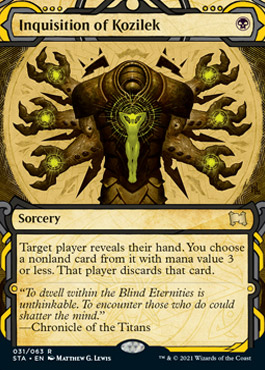 Inquisition of Kozilek
Sorcery
Target player reveals their hand. You choose
a nonland card from it with mana value 3
or less. That player discards that card.
“To dwell within the Blind Eternities is
unthinkable. To encounter those who do could
shatter the mind.”
—Chronicle of the Titans
031/063 R
STA • EN MATTHEW G. LEWIS
™ & © 2021 Wizards of the Coast